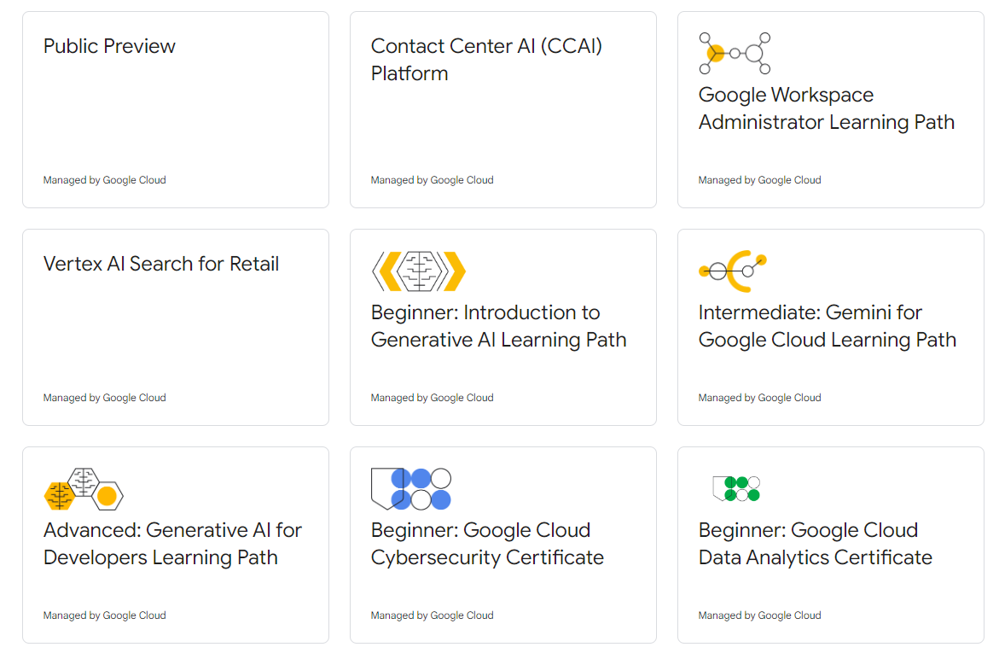 Public Preview
Managed by Google Cloud
Contact Center AI (CCAI)
Platform
Managed by Google Cloud
Google Workspace
Administrator Learning Path
Managed by Google Cloud
Vertex AI Search for Retail
Managed by Google Cloud
Beginner: Introduction to
Generative AI Learning Path
Managed by Google Cloud
Intermediate: Gemini for
Google Cloud Learning Path
Managed by Google Cloud
Advanced: Generative AI for
Developers Learning Path
Managed by Google Cloud
Beginner: Google Cloud
Cybersecurity Certificate
Managed by Google Cloud
Beginner: Google Cloud
Data Analytics Certificate
Managed by Google Cloud